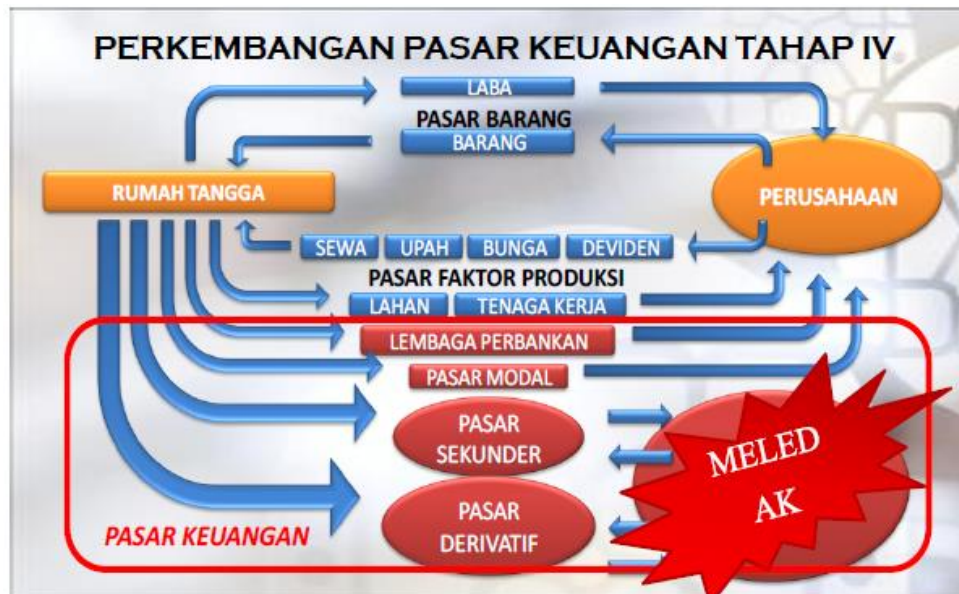 PERKEMBANGAN PASAR KEUANGAN TAHAP IV
LABA
PASAR BARANG
BARANG
RUMAH TANGGA
PERUSAHAAN
SEWA
UPAH
BUNGA
DEVIDEN
PASAR FAKTOR PRODUKSI
LAHAN
TENAGA KERJA
LEMBAGA PERBANKAN
PASAR MODAL
PASAR
SEKUNDER
MELED
AK
PASAR
DERIVATIF
PASAR KEUANGAN